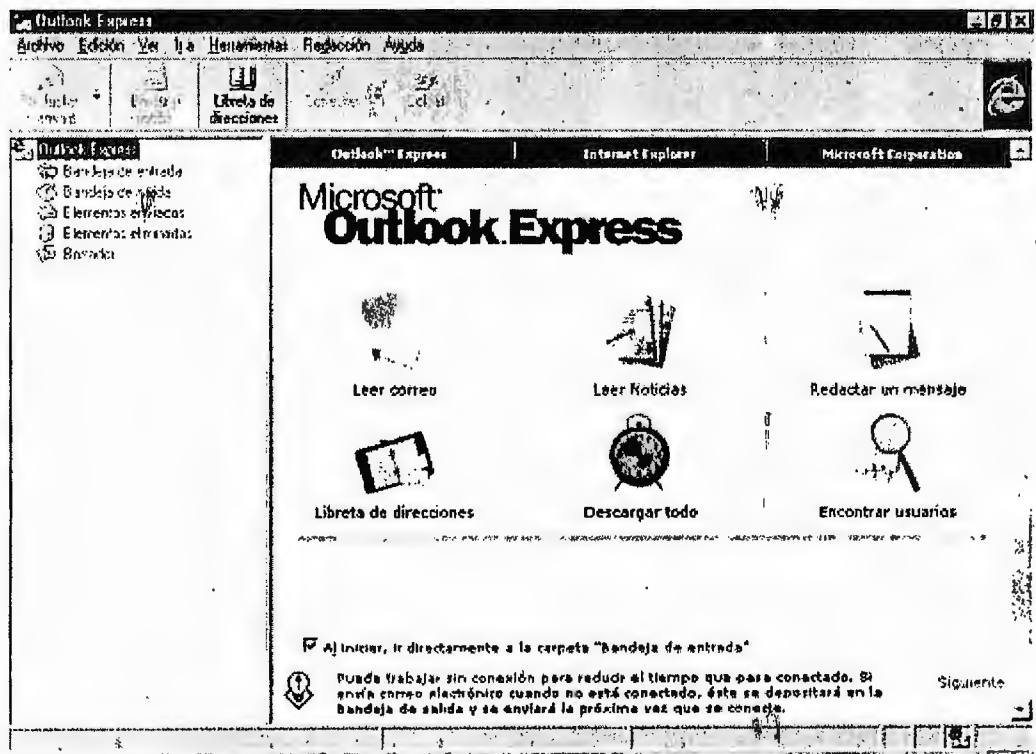 Outlook Express
Archivo Edición Ver Ir a Herramientas Redacción Ayuda
Libreta de
direcciones
Outlook Express
Bandeja de entrada
Bandeja de salida
Elementos enviados
Elementos eliminados
Borrador
Outlook™ Express Internet Explorer Microsoft Corporation
Microsoft
Outlook Express
Leer correo Leer Noticias Redactar un mensaje
Libreta de direcciones Descargar todo Encontrar usuarios
Al iniciar, ir directamente a la carpeta "Bandeja de entrada"
Puede trabajar sin conexión para reducir el tiempo que pasa conectado. Si
envía correo electrónico cuando no está conectado, éste se depositará en la
bandeja de salida y se enviará la próxima vez que se conecte.
Siguiente